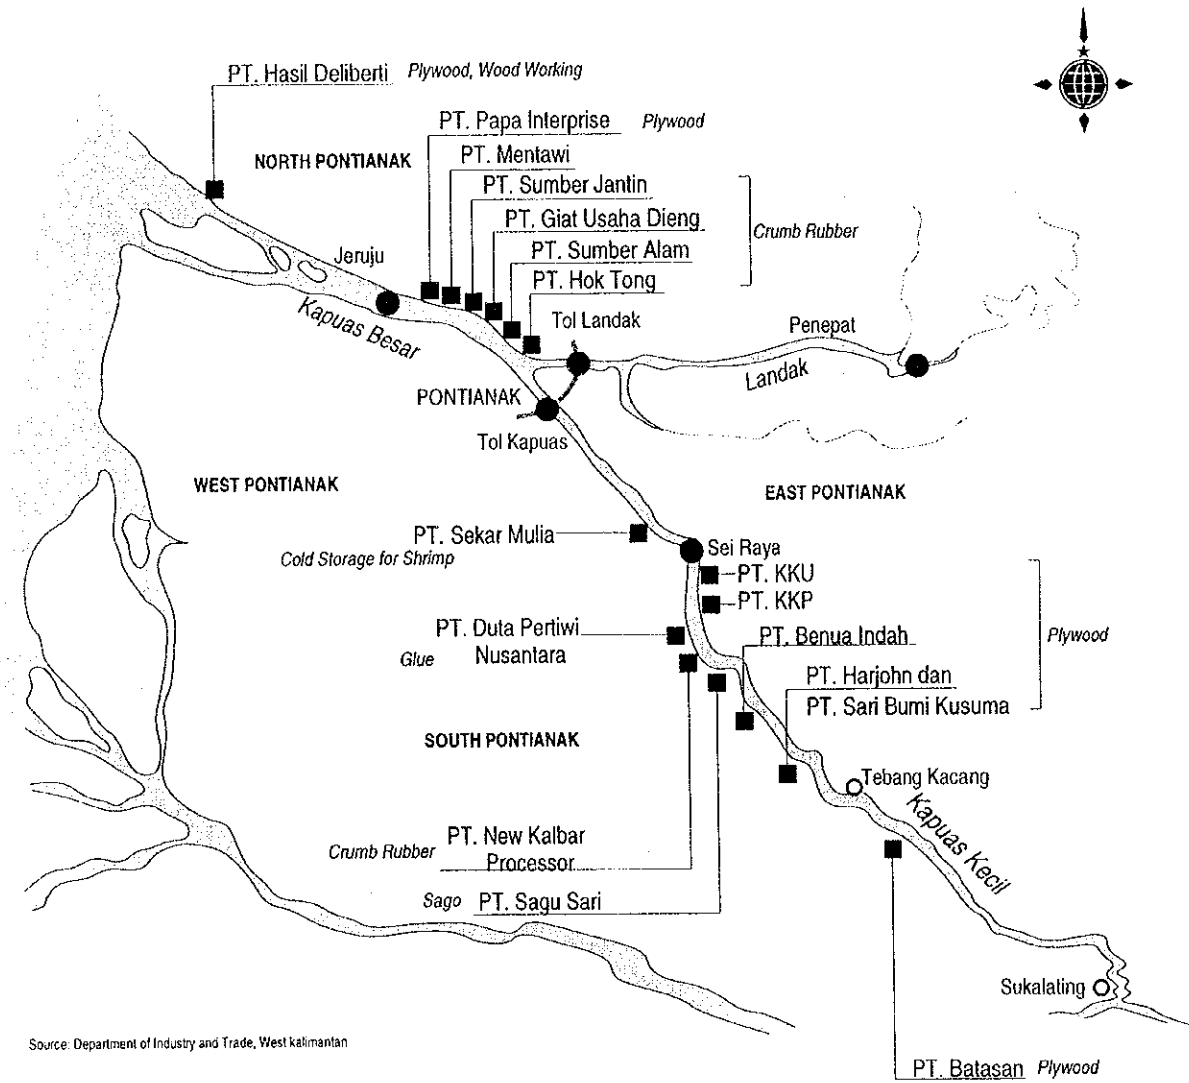 PT. Hasil Deliberti Plywood, Wood Working
PT. Papa Interprise Plywood
NORTH PONTIANAK
PT. Mentawi
PT. Sumber Jantin
PT. Giat Usaha Dieng
Crumb Rubber
PT. Sumber Alam
Jeruju
PT. Hok Tong
Kapuas Besar
Tol Landak
Penepat
Landak
PONTIANAK
Tol Kapuas
WEST PONTIANAK
EAST PONTIANAK
PT. Sekar Mulia
Cold Storage for Shrimp
Sei Raya
PT. KKU
PT. KKP
PT. Duta Pertiwi
Nusantara
Glue
PT. Benua Indah
Plywood
PT. Harjohn dan
PT. Sari Bumi Kusuma
SOUTH PONTIANAK
Tebang Kacang
Kapuas Kecil
Crumb Rubber PT. New Kalbar
Processor
Sago PT. Sagu Sari
Sukalating
Source: Department of Industry and Trade, West kalimantan
PT. Batasan Plywood